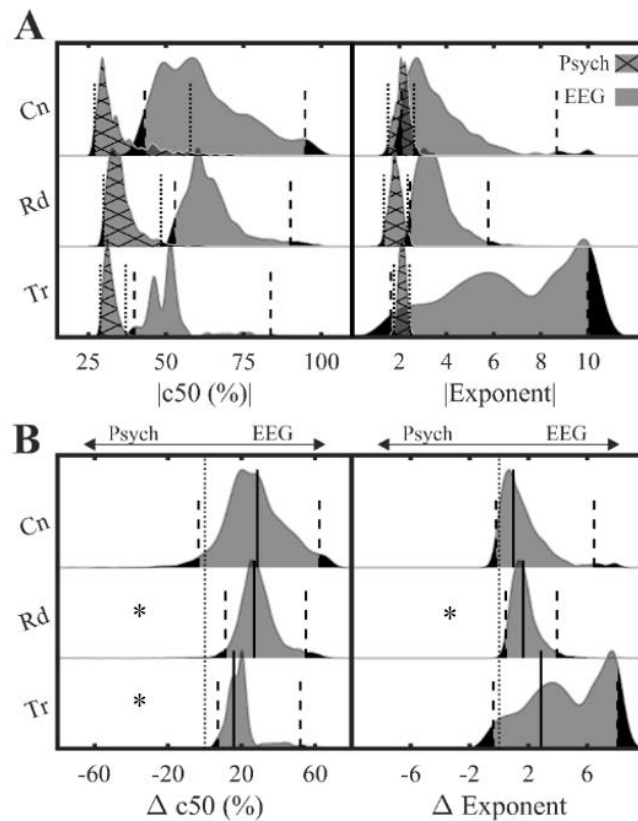 A
Psych
EEG
Cn
Rd
Tr
25 50 75 100 2 4 6 8 10
|c50 (%)| |Exponent|
B
Psych EEG Psych EEG
Cn
Rd * *
Tr *
-60 -20 20 60 -6 -2 2 6
Δ c50 (%) Δ Exponent